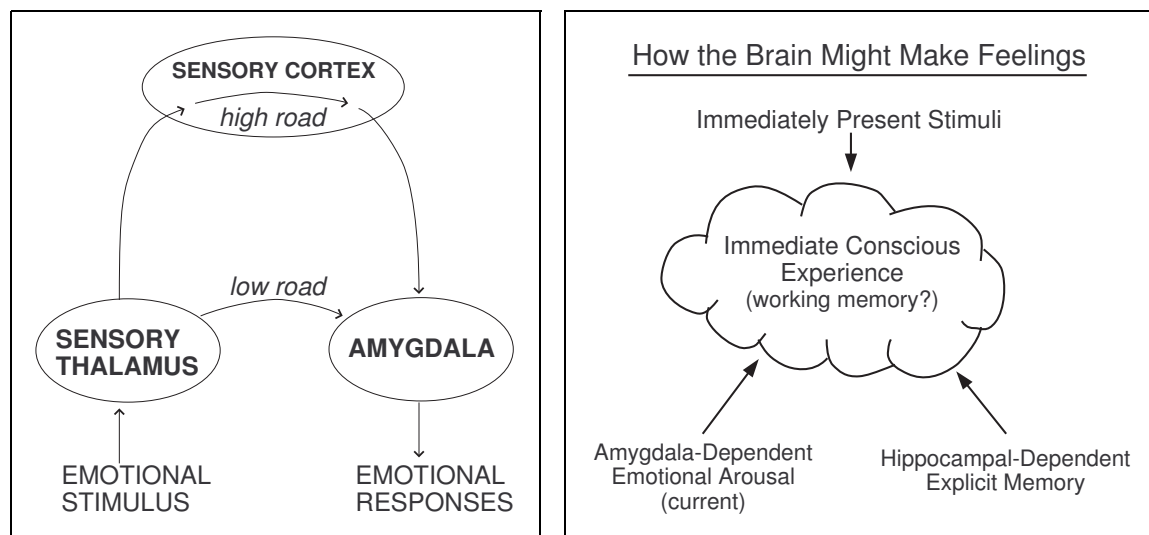 SENSORY CORTEX
high road
low road
SENSORY
THALAMUS
AMYGDALA
EMOTIONAL
STIMULUS
EMOTIONAL
RESPONSES
How the Brain Might Make Feelings
Immediately Present Stimuli
Immediate Conscious
Experience
(working memory?)
Amygdala-Dependent
Emotional Arousal
(current)
Hippocampal-Dependent
Explicit Memory